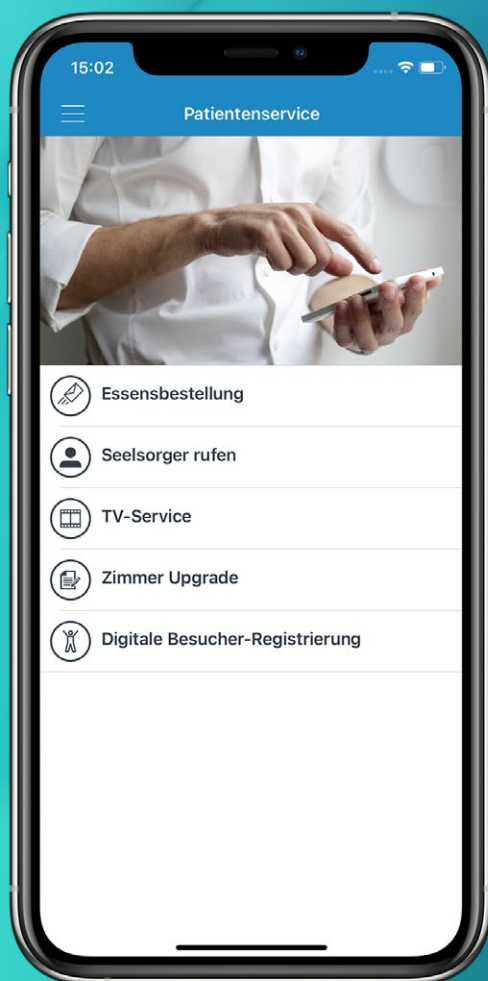 15:02
Patientenservice
Essensbestellung
Seelsorger rufen
TV-Service
Zimmer Upgrade
Digitale Besucher-Registrierung